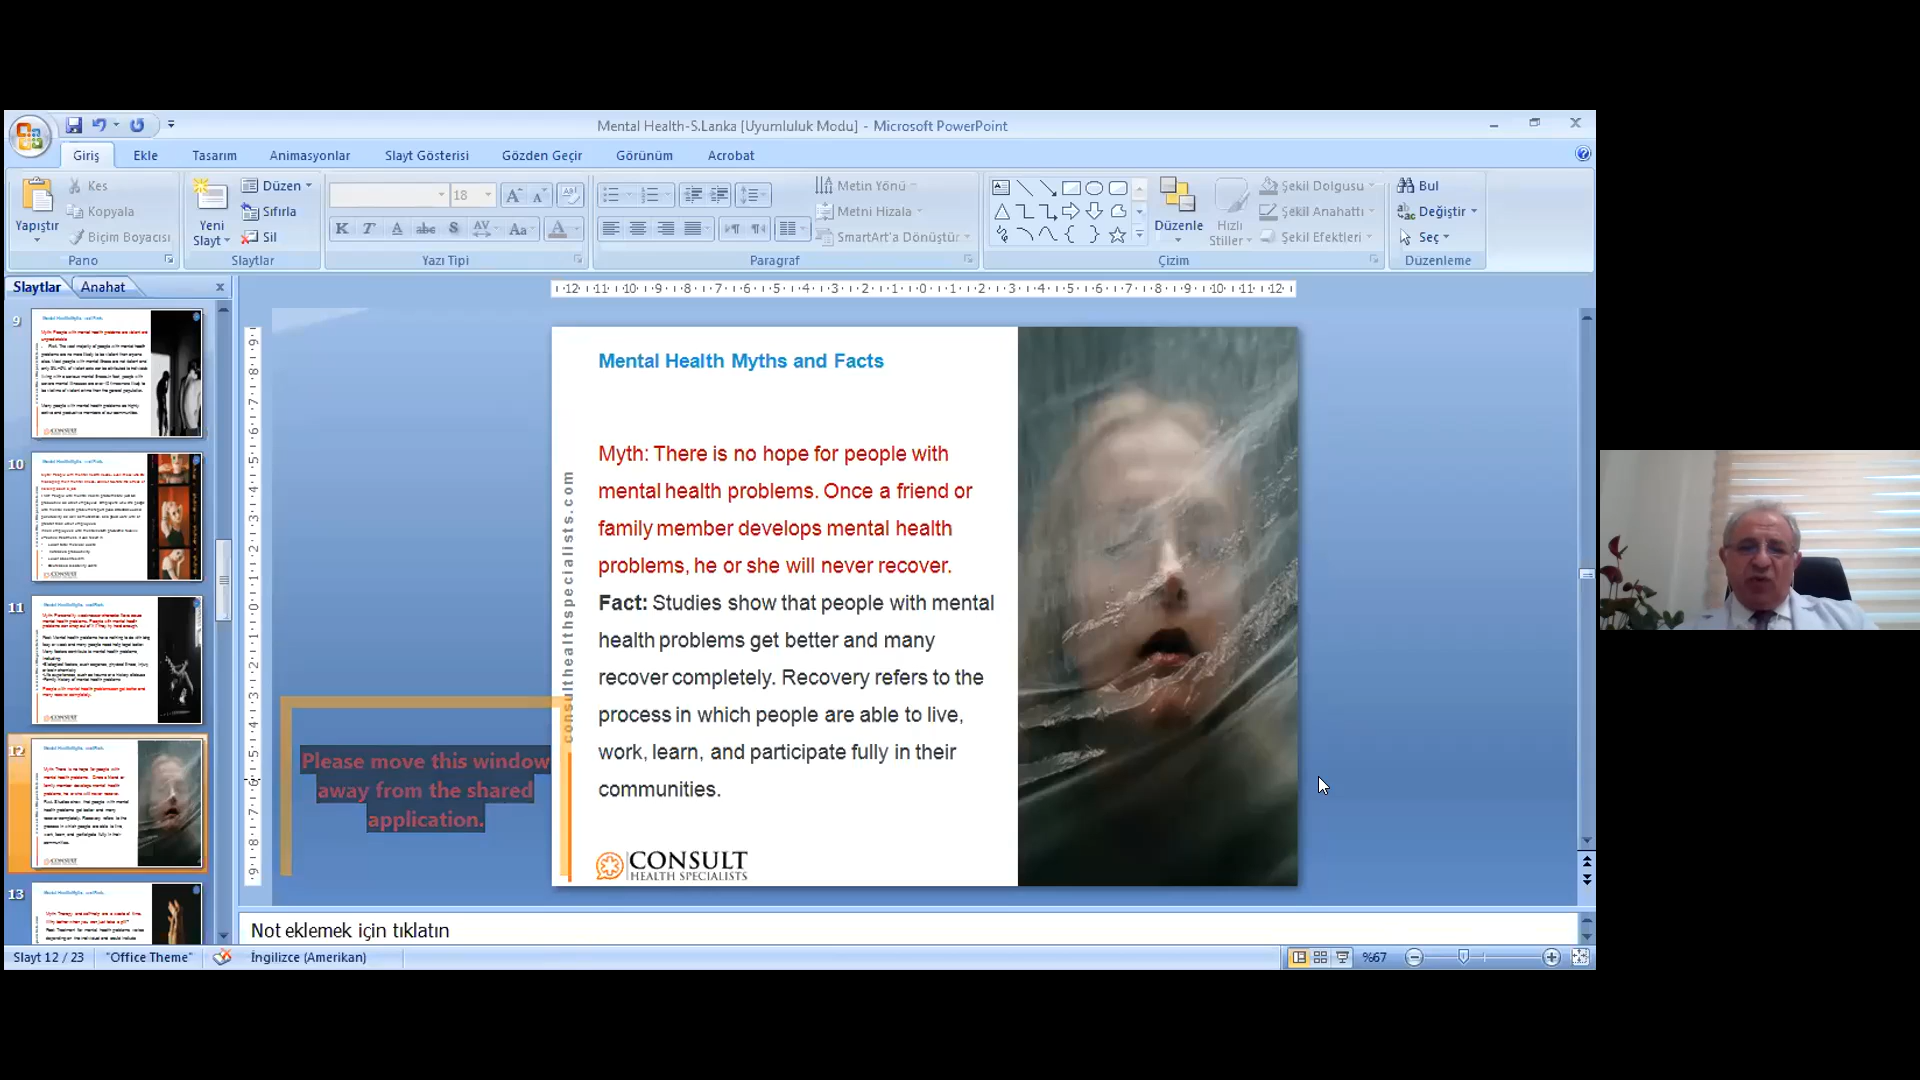 Mental Health-S.Lanka [Uyumluluk Modu] - Microsoft PowerPoint
Giriş Ekle Tasarım Animasyonlar Slayt Gösterisi Gözden Geçir Görünüm Acrobat
Yapıştır
Kes
Kopyala
Biçim Boyacısı
Pano
Yeni
Slayt
Düzen
Sıfırla
Sil
Slaytlar
18
Yazı Tipi
Metin Yönü
Metni Hizala
SmartArt'a Dönüştür
Paragraf
Düzenle
Hızlı
Stiller
Şekil Dolgusu
Şekil Anahattı
Şekil Efektleri
Çizim
Bul
Değiştir
Seç
Düzenleme
Slaytlar Anahat
9
10
11
12
13
Mental Health Myths and Facts
Myth: There is no hope for people with
mental health problems. Once a friend or
family member develops mental health
problems, he or she will never recover.
Fact: Studies show that people with mental
health problems get better and many
recover completely. Recovery refers to the
process in which people are able to live,
work, learn, and participate fully in their
communities.
consulthealthspecialists.com
CONSULT
HEALTH SPECIALISTS
Please move this window
away from the shared
application.
Not eklemek için tıklatın
Slayt 12 / 23 "Office Theme" İngilizce (Amerikan) %67